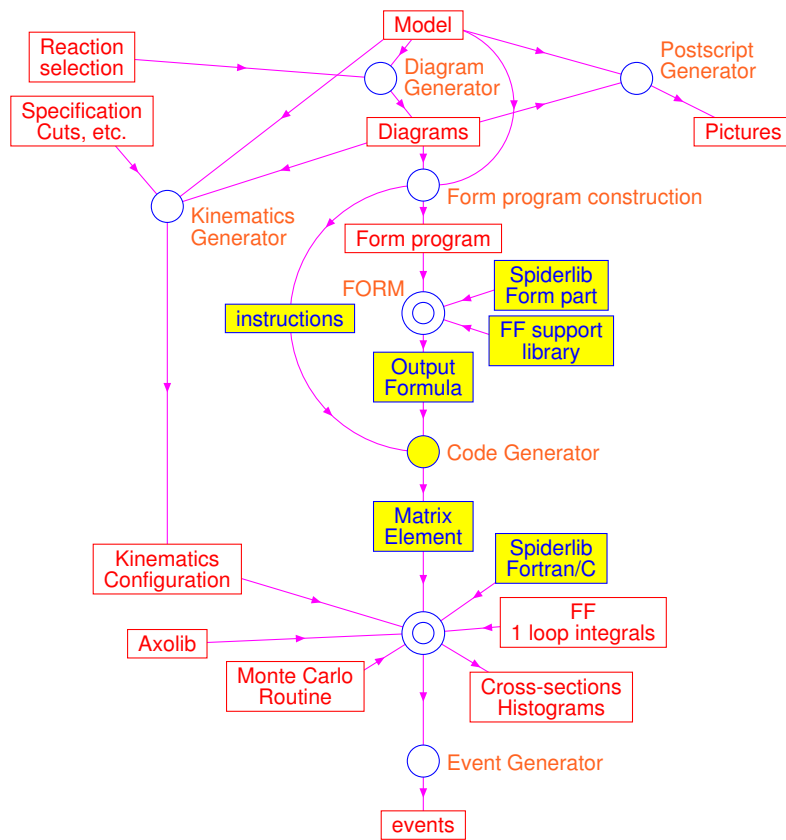 Model
Reaction
selection
Diagram
Generator
Postscript
Generator
Specification
Cuts, etc.
Diagrams
Pictures
Kinematics
Generator
Form program construction
Form program
FORM
Spiderlib
Form part
instructions
FF support
library
Output
Formula
Code Generator
Matrix
Element
Kinematics
Configuration
Spiderlib
Fortran/C
FF
1 loop integrals
Axolib
Monte Carlo
Routine
Cross-sections
Histograms
Event Generator
events